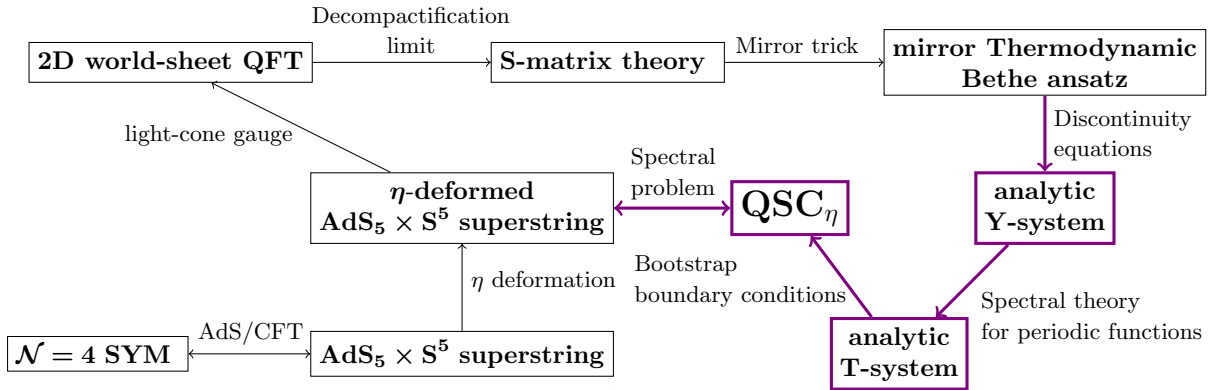 Decompactification
limit
2D world-sheet QFT
S-matrix theory
Mirror trick
mirror Thermodynamic
Bethe ansatz
light-cone gauge
Discontinuity
equations
η-deformed
AdS₅ × S⁵ superstring
Spectral
problem
QSC_η
analytic
Y-system
η deformation
Bootstrap
boundary conditions
Spectral theory
for periodic functions
𝒩 = 4 SYM
AdS/CFT
AdS₅ × S⁵ superstring
analytic
T-system